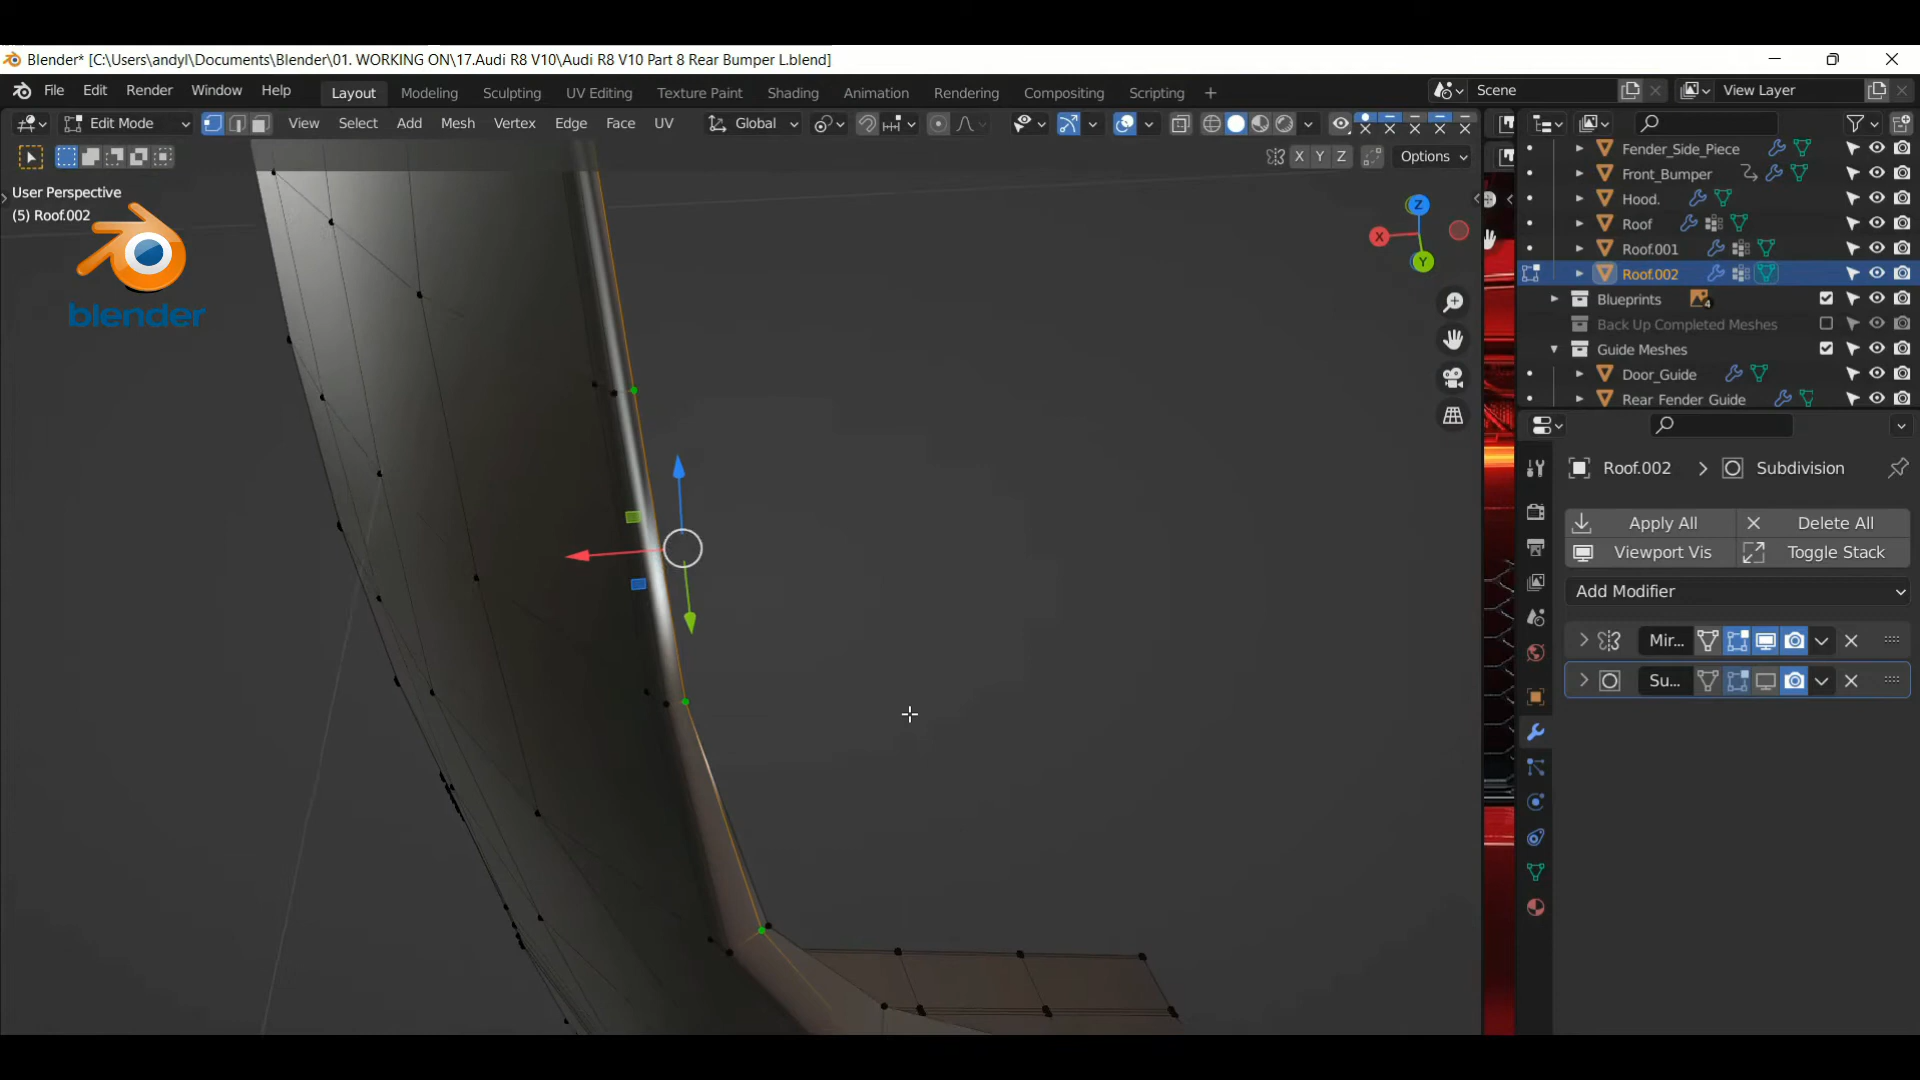 Blender* [C:\Users\andyl\Documents\Blender\01. WORKING ON\17.Audi R8 V10\Audi R8 V10 Part 8 Rear Bumper L.blend]
File Edit Render Window Help Layout Modeling Sculpting UV Editing Texture Paint Shading Animation Rendering Compositing Scripting + Scene View Layer
Edit Mode View Select Add Mesh Vertex Edge Face UV Global
X Y Z Options
User Perspective
(5) Roof.002
blender
Z
X
Y
Fender_Side_Piece
Front_Bumper
Hood.
Roof
Roof.001
Roof.002
Blueprints 4
Back Up Completed Meshes
Guide Meshes
Door_Guide
Rear Fender Guide
Roof.002 > Subdivision
Apply All Delete All
Viewport Vis Toggle Stack
Add Modifier
Mir...
Su...